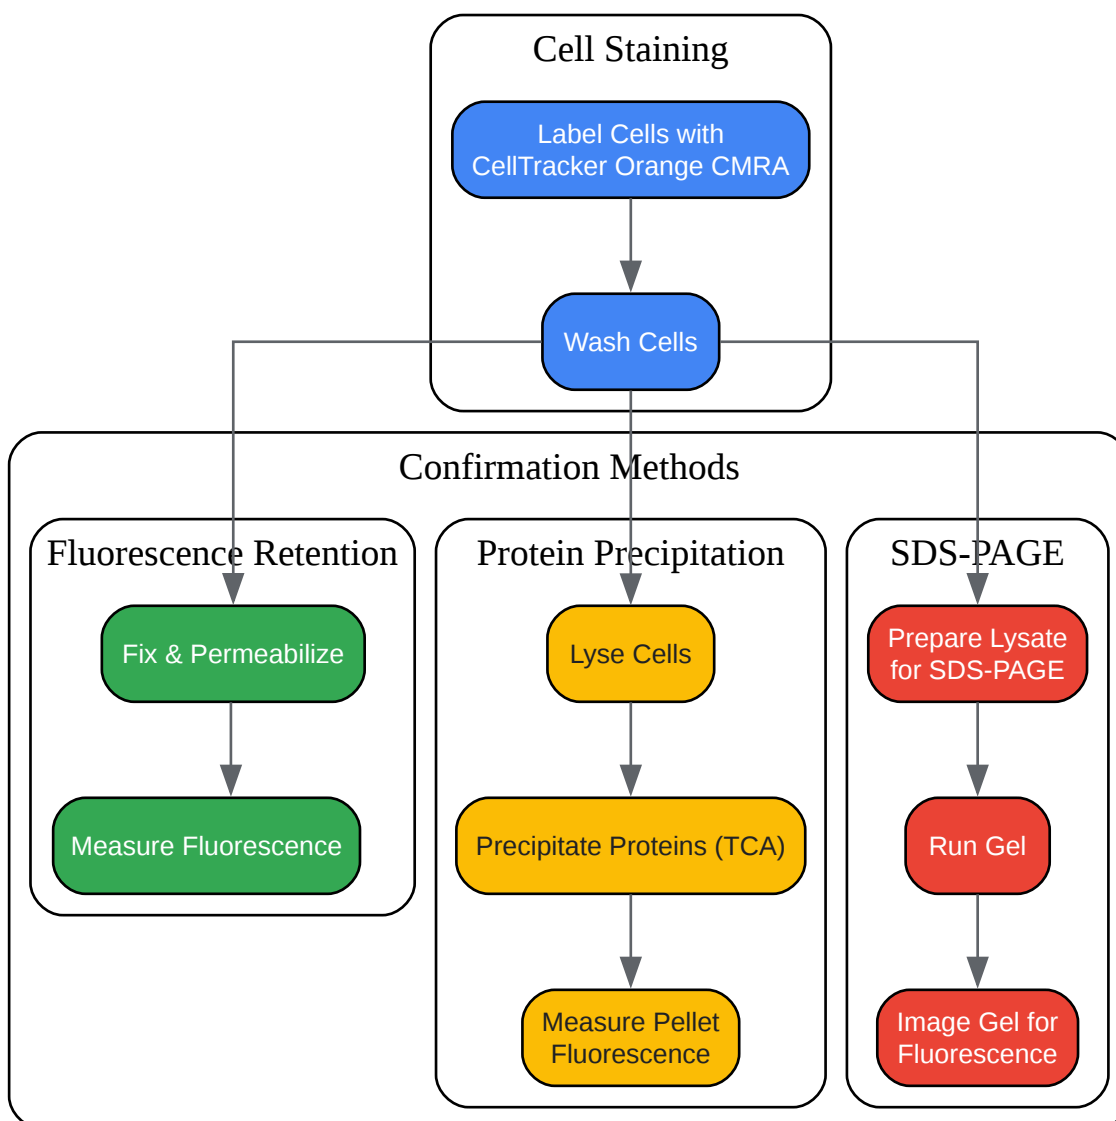 Cell Staining
Label Cells with
CellTracker Orange CMRA
Wash Cells
Confirmation Methods
Fluorescence Retention
Fix & Permeabilize
Measure Fluorescence
Protein Precipitation
Lyse Cells
Precipitate Proteins (TCA)
Measure Pellet
Fluorescence
SDS-PAGE
Prepare Lysate
for SDS-PAGE
Run Gel
Image Gel for
Fluorescence